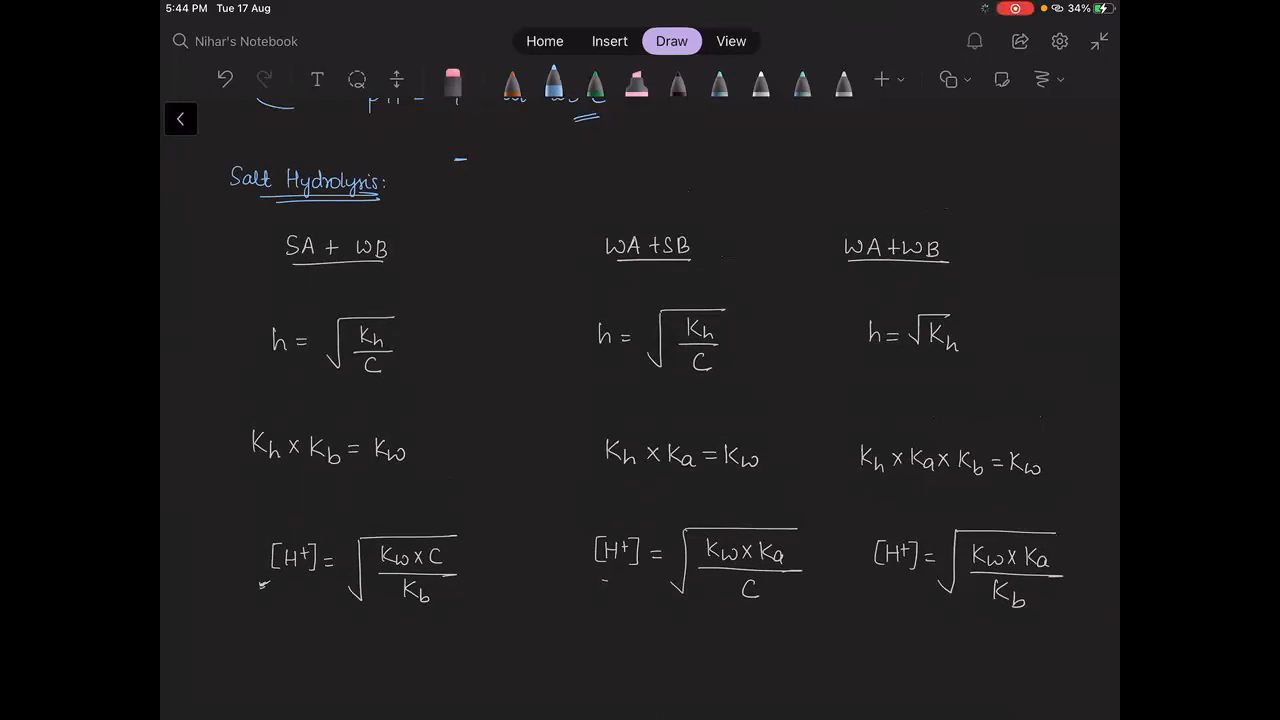 5:44 PM Tue 17 Aug
34%
Nihar's Notebook
Home Insert Draw View
Salt Hydrolysis:
SA + WB WA + SB WA + WB
h = √(Kh/C) h = √(Kh/C) h = √Kh
Kh × Kb = Kw Kh × Ka = Kw Kh × Ka × Kb = Kw
[H+] = √(Kw × C/Kb) [H+] = √(Kw × Ka/C) [H+] = √(Kw × Ka/Kb)